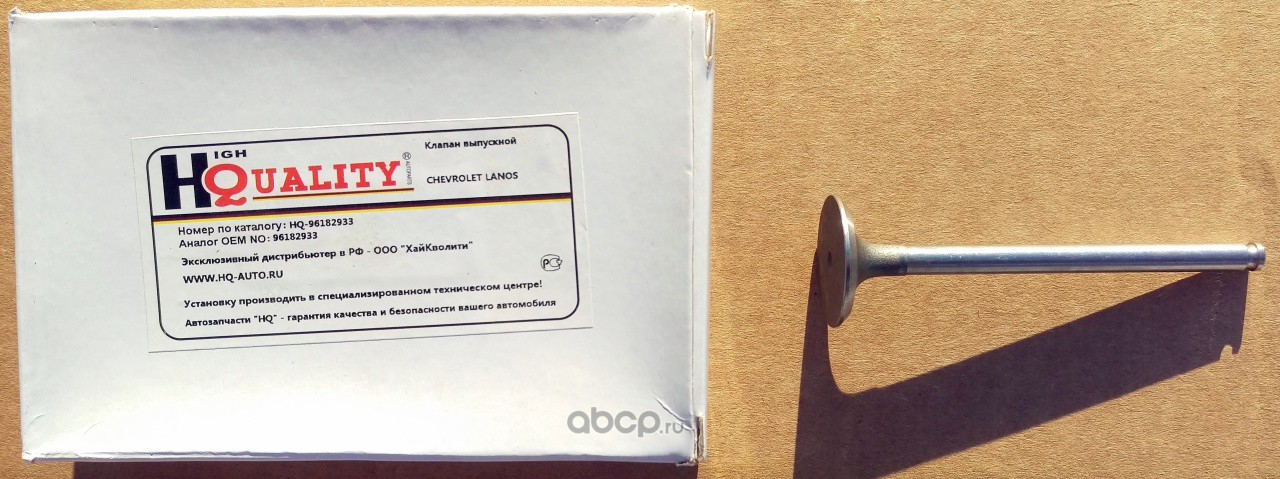 HIGH
QUALITY
Клапан выпускной
CHEVROLET LANOS
Номер по каталогу: HQ-96182933
Аналог OEM NO: 96182933
Эксклюзивный дистрибьютер в РФ - ООО "ХайКволити"
WWW.HQ-AUTO.RU
Установку производить в специализированном техническом центре!
Автозапчасти "HQ" - гарантия качества и безопасности вашего автомобиля
abcp.ru